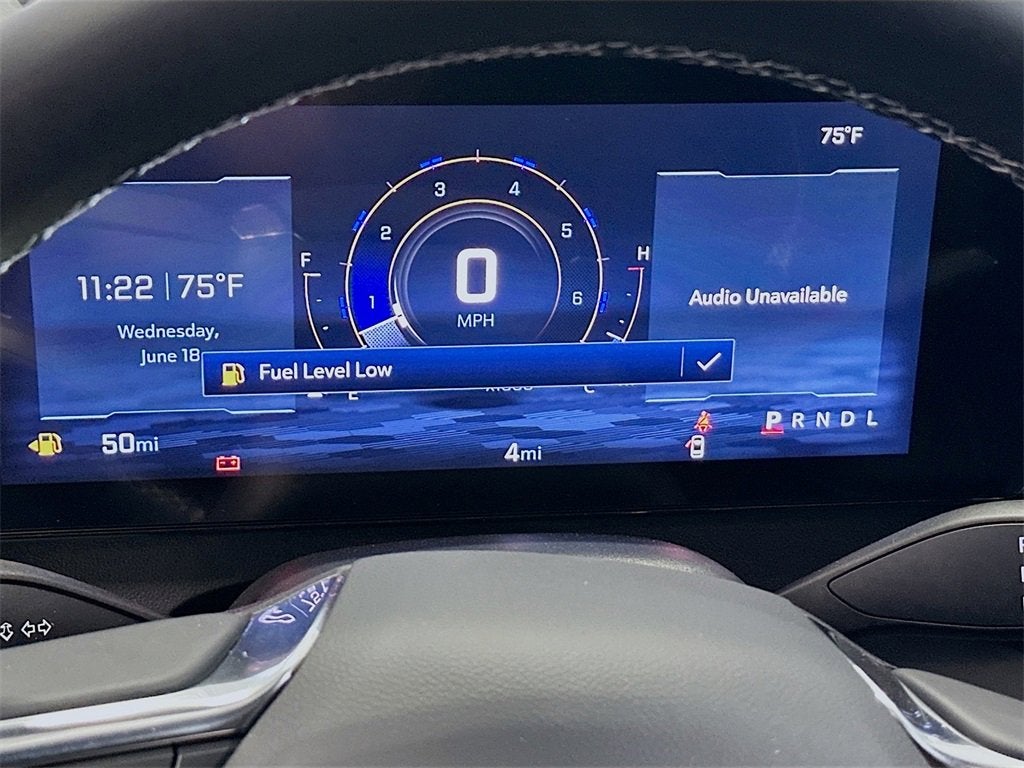 75°F
3 4
2 5
F H
11:22 | 75°F
1 0 6
MPH
Audio Unavailable
Wednesday,
June 18
Fuel Level Low
E C
50mi
4mi
P R N D L